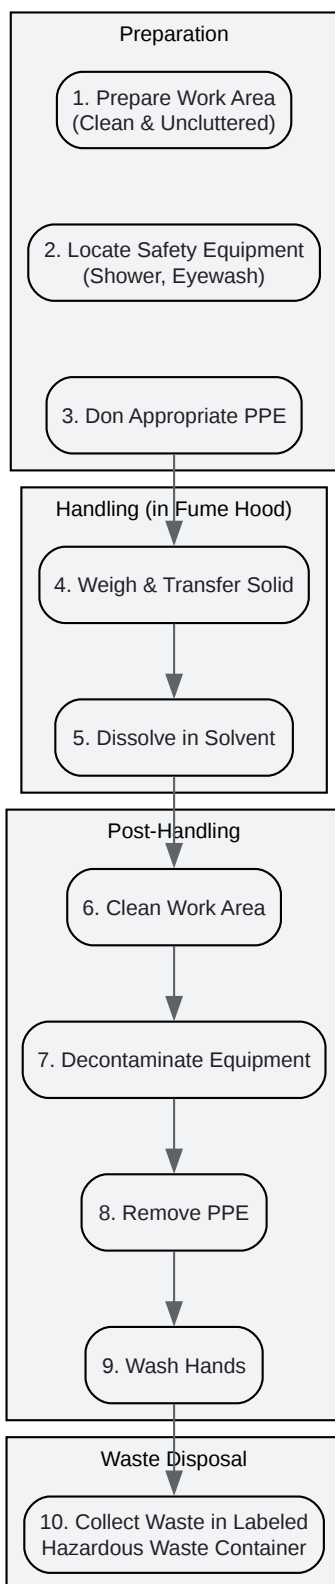 Preparation
1. Prepare Work Area
(Clean & Uncluttered)
2. Locate Safety Equipment
(Shower, Eyewash)
3. Don Appropriate PPE
Handling (in Fume Hood)
4. Weigh & Transfer Solid
5. Dissolve in Solvent
Post-Handling
6. Clean Work Area
7. Decontaminate Equipment
8. Remove PPE
9. Wash Hands
Waste Disposal
10. Collect Waste in Labeled
Hazardous Waste Container